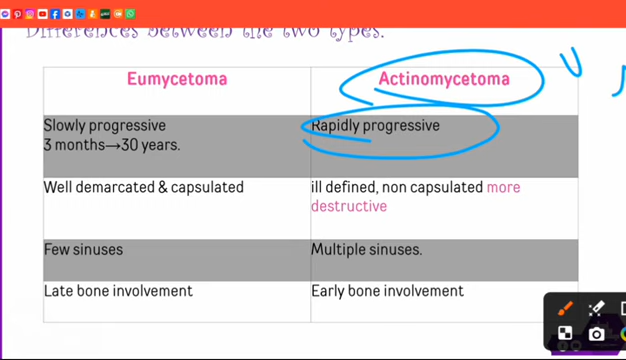 Differences between the two types.
Eumycetoma
Actinomycetoma
Slowly progressive
3 months→30 years.
Rapidly progressive
Well demarcated & capsulated
ill defined, non capsulated more
destructive
Few sinuses
Multiple sinuses.
Late bone involvement
Early bone involvement